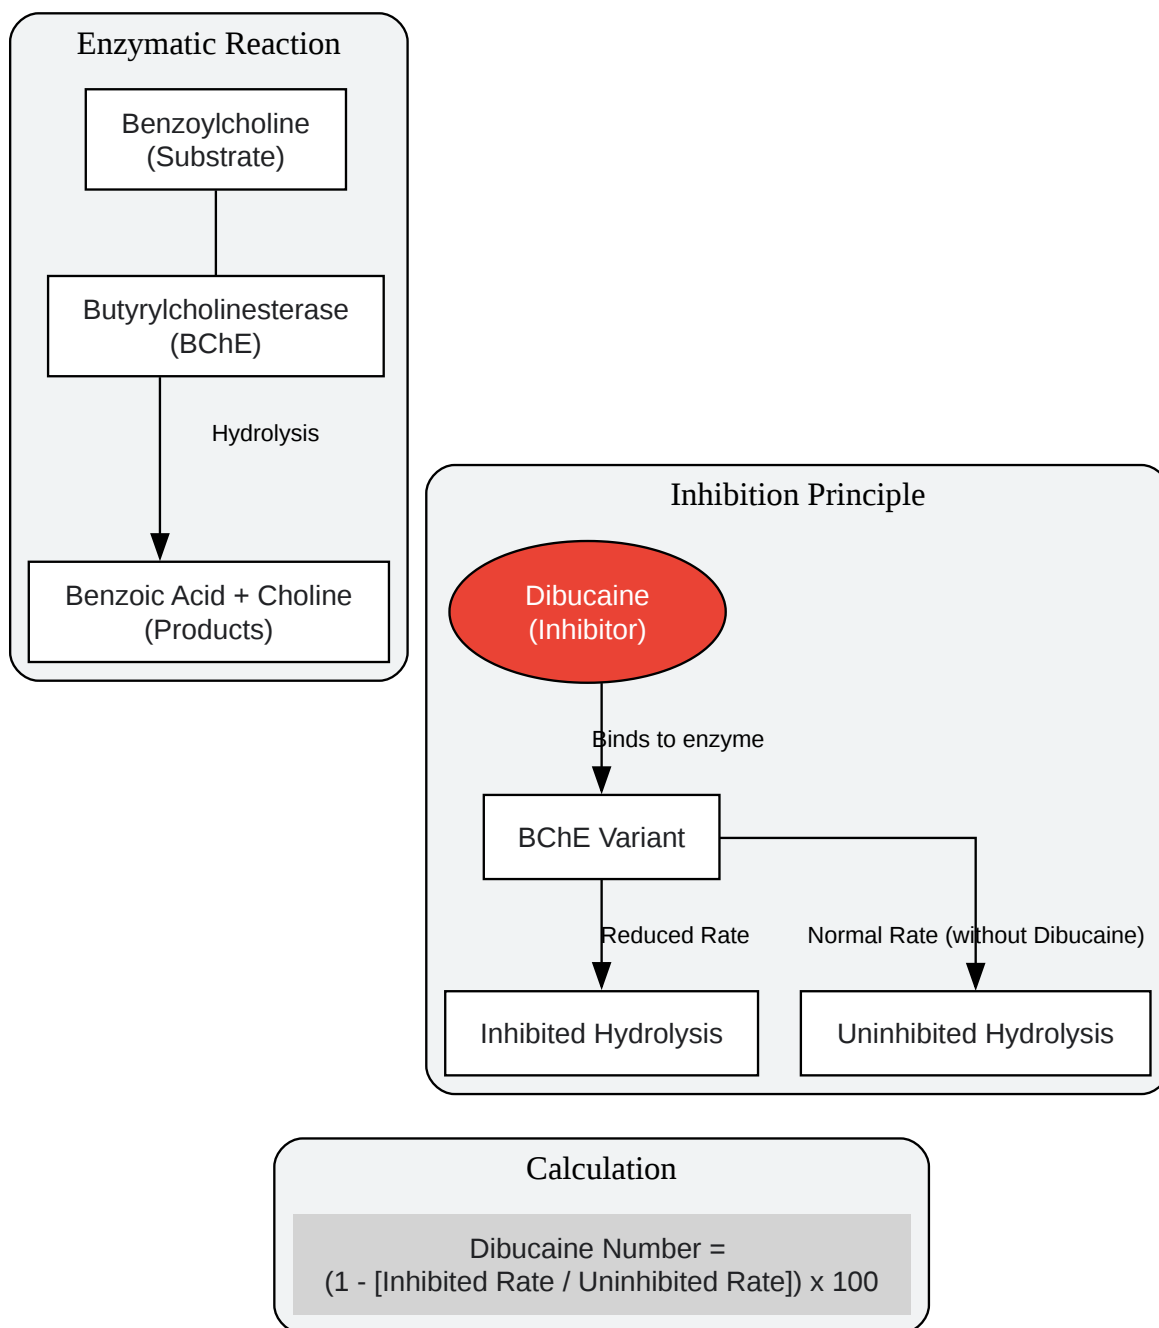 Enzymatic Reaction
Benzoylcholine
(Substrate)
Butyrylcholinesterase
(BChE)
Hydrolysis
Benzoic Acid + Choline
(Products)
Inhibition Principle
Dibucaine
(Inhibitor)
Binds to enzyme
BChE Variant
Reduced Rate
Normal Rate (without Dibucaine)
Inhibited Hydrolysis
Uninhibited Hydrolysis
Calculation
Dibucaine Number =
(1 - [Inhibited Rate / Uninhibited Rate]) x 100